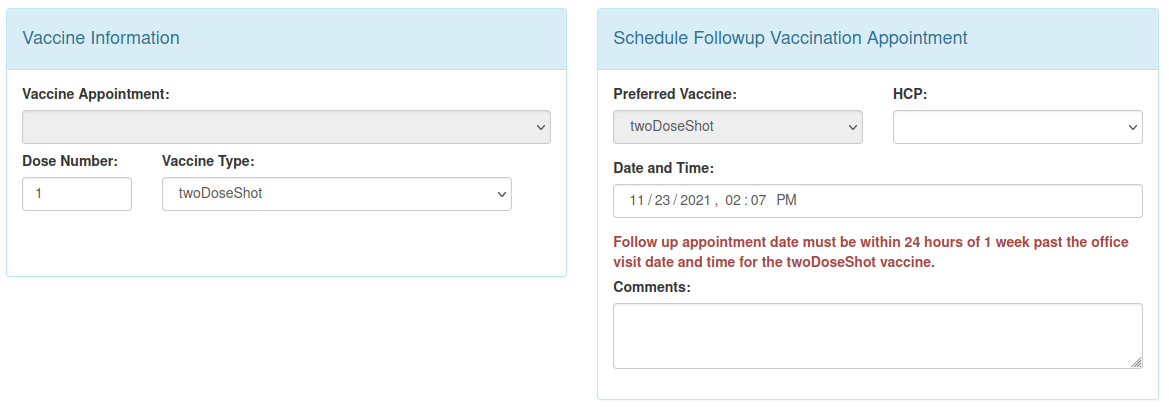 Vaccine Information
Vaccine Appointment:
Dose Number:
Vaccine Type:
1
twoDoseShot
Schedule Followup Vaccination Appointment
Preferred Vaccine:
HCP:
twoDoseShot
Date and Time:
11/23/2021, 02:07 PM
Follow up appointment date must be within 24 hours of 1 week past the office
visit date and time for the twoDoseShot vaccine.
Comments: